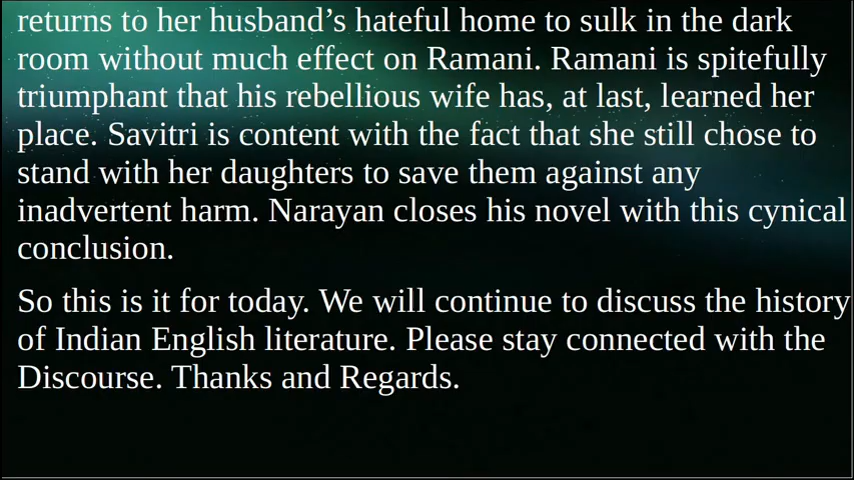 returns to her husband’s hateful home to sulk in the dark
room without much effect on Ramani. Ramani is spitefully
triumphant that his rebellious wife has, at last, learned her
place. Savitri is content with the fact that she still chose to
stand with her daughters to save them against any
inadvertent harm. Narayan closes his novel with this cynical
conclusion.
So this is it for today. We will continue to discuss the history
of Indian English literature. Please stay connected with the
Discourse. Thanks and Regards.